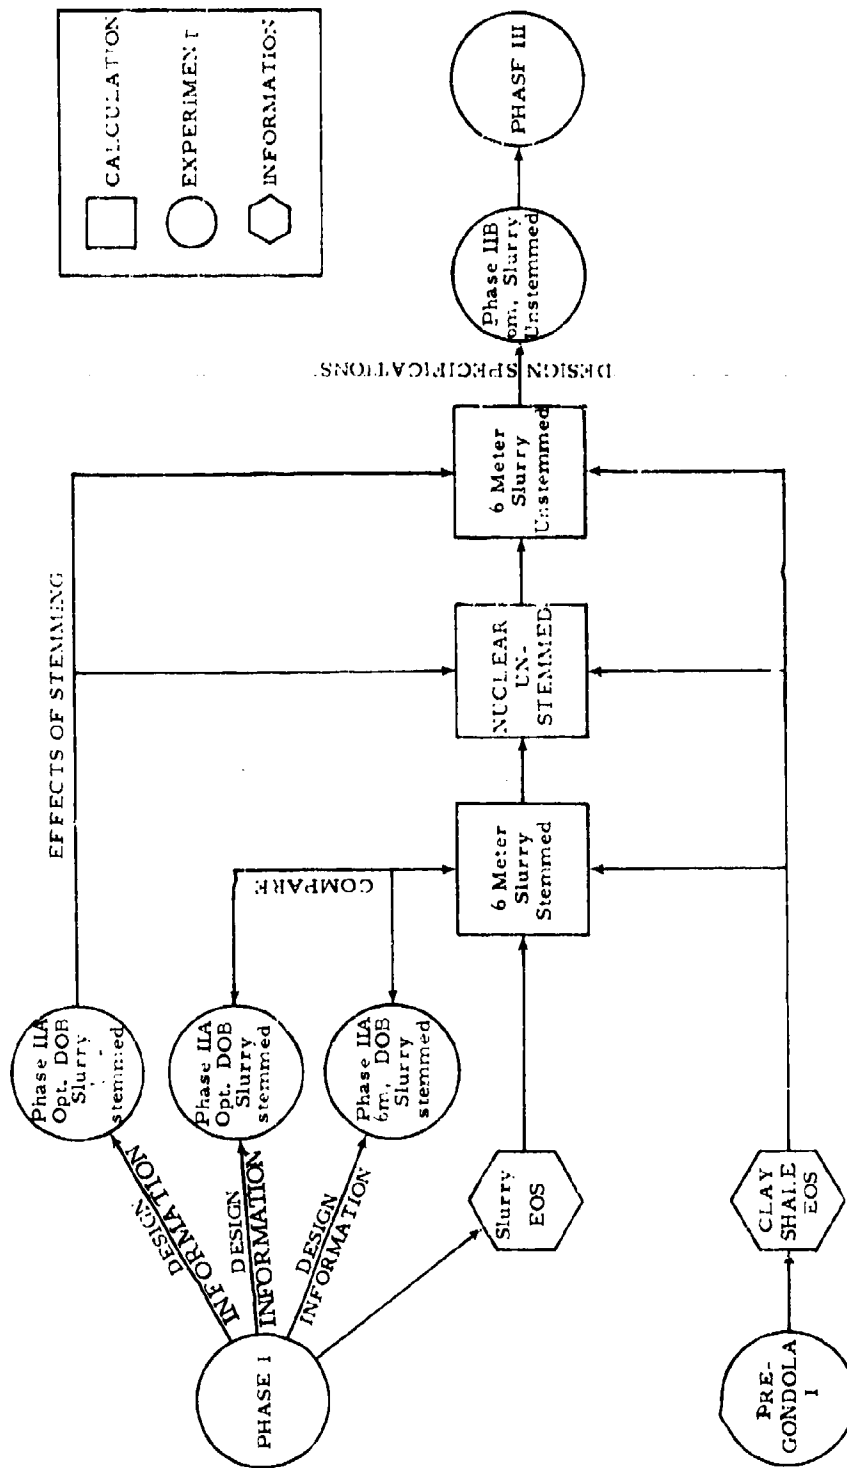 CALCULATION
EXPERIMENT
INFORMATION
EFFECTS OF STEMMING
Phase IIA
Opt. DOB
Slurry
stemmed
Phase IIA
Opt. DOB
Slurry
stemmed
Phase IIA
6m, DOB
Slurry
stemmed
COMPARE
DESIGN
INFORMATION
DESIGN
INFORMATION
DESIGN
INFORMATION
PHASE I
Slurry
EOS
6 Meter
Slurry
Stemmed
NUCLEAR
UN-
STEMMED
6 Meter
Slurry
Unstemmed
DESIGN SPECIFICATIONS
Phase IIB
6m, Slurry
Unstemmed
PHASE III
PRE-
GONDOLA
I
CLAY
SHALE
EOS